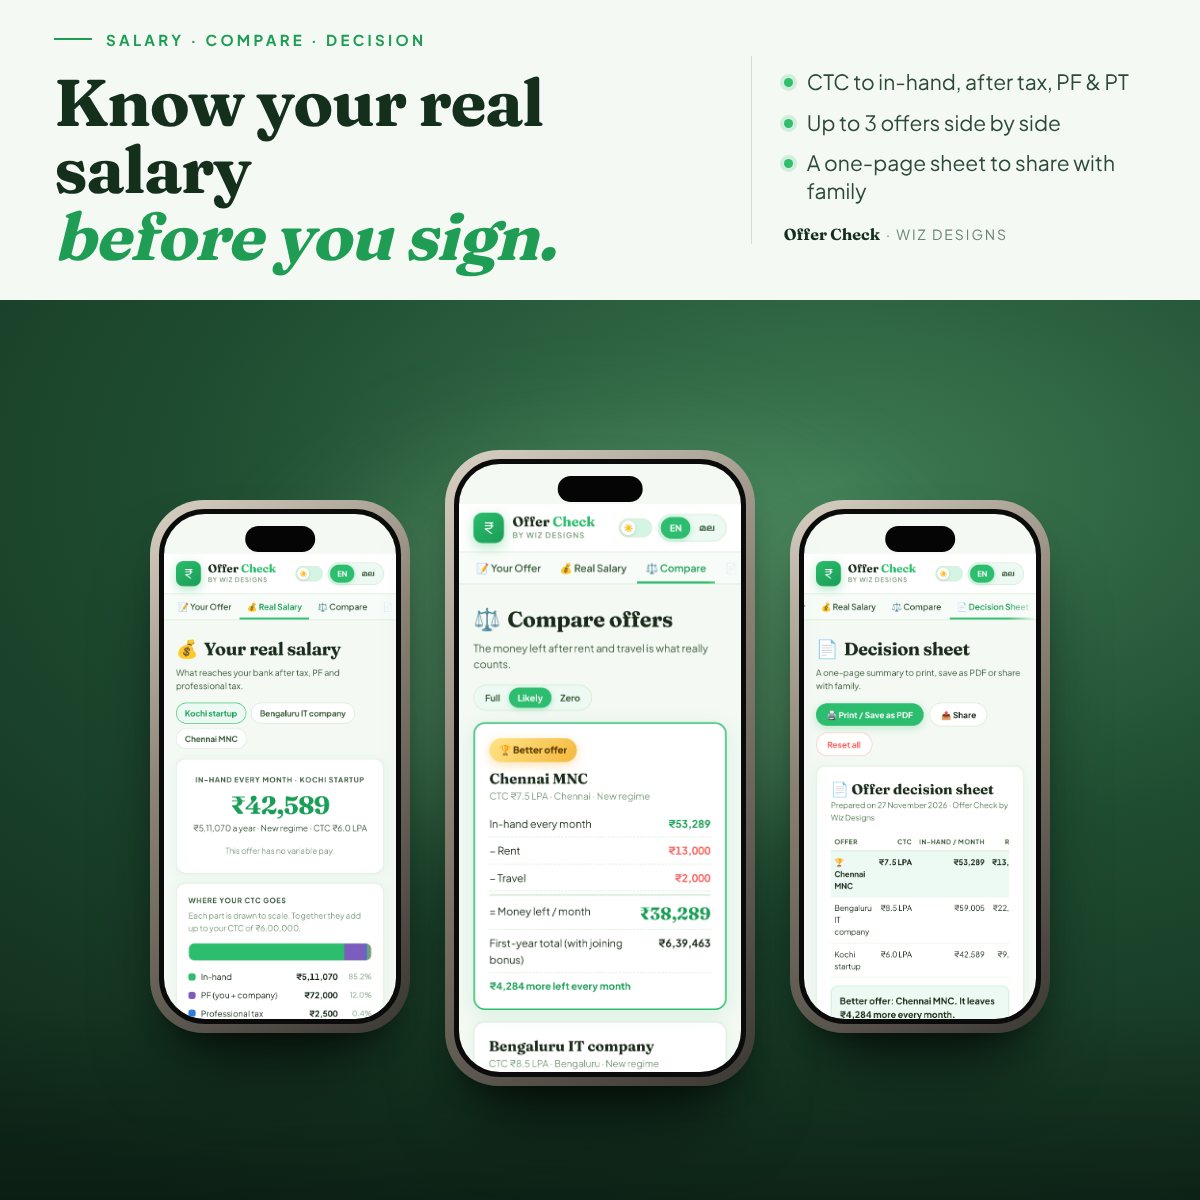 SALARY · COMPARE · DECISION
Know your real
salary
before you sign.
CTC to in-hand, after tax, PF & PT
Up to 3 offers side by side
A one-page sheet to share with
family
Offer Check · WIZ DESIGNS
₹ Offer Check
BY WIZ DESIGNS
EN മല
Your Offer Real Salary Compare
Your real salary
What reaches your bank after tax, PF and
professional tax.
Kochi startup Bengaluru IT company
Chennai MNC
IN-HAND EVERY MONTH · KOCHI STARTUP
₹42,589
₹5,11,070 a year · New regime · CTC ₹6.0 LPA
This offer has no variable pay.
WHERE YOUR CTC GOES
Each part is drawn to scale. Together they add
up to your CTC of ₹6,00,000.
In-hand ₹5,11,070 85.2%
PF (you + company) ₹72,000 12.0%
Professional tax ₹2,500 0.4%
₹ Offer Check
BY WIZ DESIGNS
EN മല
Your Offer Real Salary Compare
Compare offers
The money left after rent and travel is what really
counts.
Full Likely Zero
Better offer
Chennai MNC
CTC ₹7.5 LPA · Chennai · New regime
In-hand every month ₹53,289
– Rent ₹13,000
– Travel ₹2,000
= Money left / month ₹38,289
First-year total (with joining ₹6,39,463
bonus)
₹4,284 more left every month
Bengaluru IT company
CTC ₹8.5 LPA · Bengaluru · New regime
₹ Offer Check
BY WIZ DESIGNS
EN മല
Real Salary Compare Decision Sheet
Decision sheet
A one-page summary to print, save as PDF or share
with family.
Print / Save as PDF Share
Reset all
Offer decision sheet
Prepared on 27 November 2026 · Offer Check by
Wiz Designs
OFFER CTC IN-HAND / MONTH R
₹7.5 LPA ₹53,289 ₹13,
Chennai
MNC
Bengaluru ₹8.5 LPA ₹59,005 ₹22,
IT
company
Kochi ₹6.0 LPA ₹42,589 ₹9,
startup
Better offer: Chennai MNC. It leaves
₹4,284 more every month.